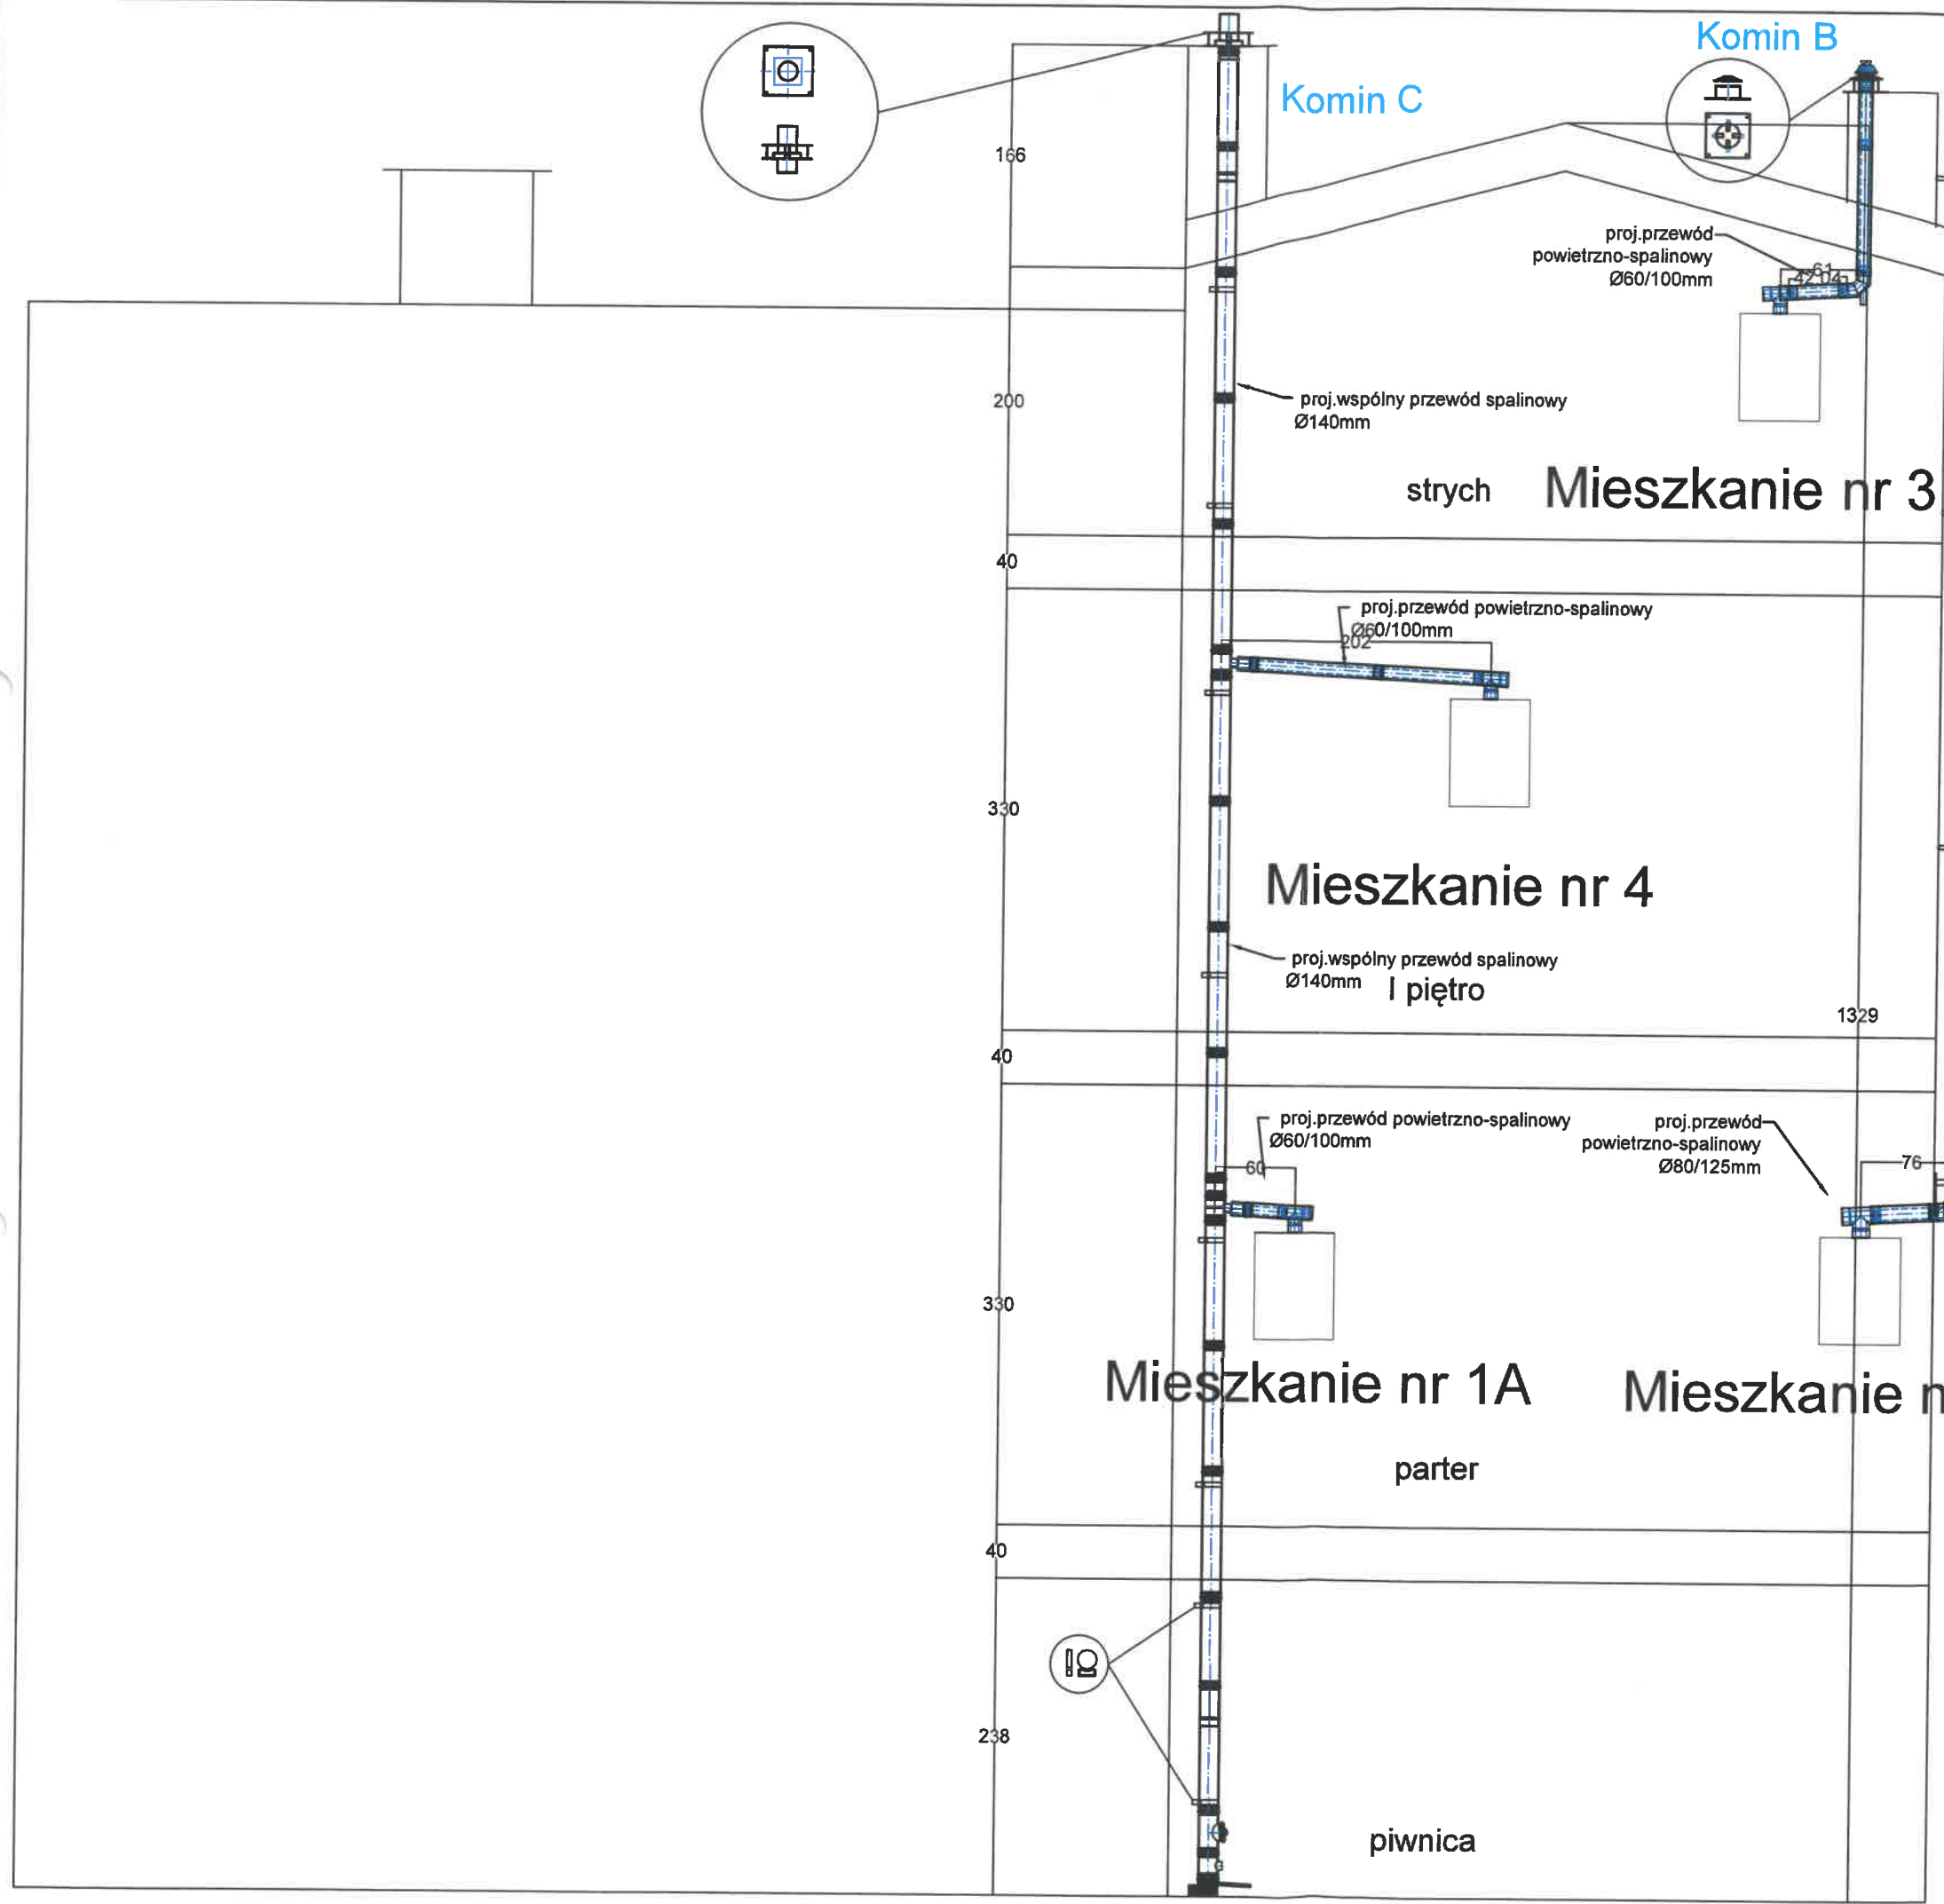 Komin B
Komin C
166
proj.przewód
powietrzno-spalinowy
Ø60/100mm
61
42.04
200
proj.wspólny przewód spalinowy
Ø140mm
strych
Mieszkanie nr 3
40
proj.przewód powietrzno-spalinowy
Ø60/100mm
202
330
Mieszkanie nr 4
proj.wspólny przewód spalinowy
Ø140mm
I piętro
1329
40
proj.przewód powietrzno-spalinowy
Ø60/100mm
60
proj.przewód
powietrzno-spalinowy
Ø80/125mm
76
330
Mieszkanie nr 1A
Mieszkanie n
parter
40
238
piwnica